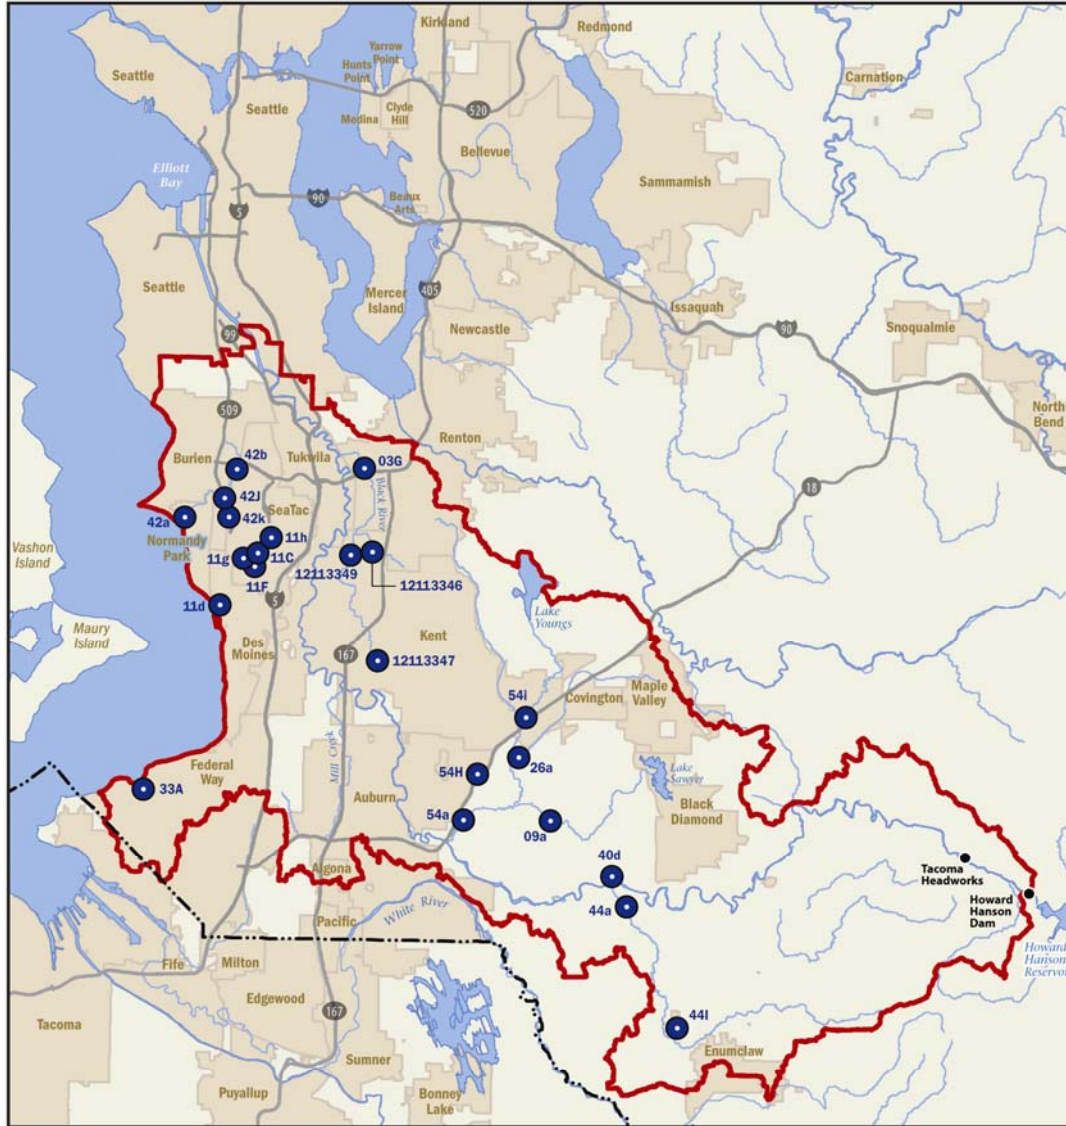 Kirkland
Redmond
Yarrow
Point
Hunts
Point
Seattle
Seattle
Carnation
Clyde
Hill
Medina
520
Bellevue
Elliott
Bay
Sammamish
Beaux
Arts
90
5
Seattle
Mercer
Island
405
Issaquah
Snoqualmie
Newcastle
99
90
North
Bend
509
Renton
Burien
42b
Tukwila
03G
18
42J
SeaTac
Black River
42a
42k
Normandy
Park
11h
11g
11C
11F
12113349
12113346
Vashon
Island
11d
5
Lake
Youngs
Maury
Island
Des
Moines
Kent
167
12113347
Maple
Valley
Covington
54i
Mill Creek
26a
Federal
Way
54H
Lake
Sawyer
33A
Auburn
Black
Diamond
54a
09a
Algona
40d
Tacoma
Headworks
44a
Howard
Hanson
Dam
Pacific
White River
Howard
Hanson
Reservoir
Fife
Milton
Edgewood
167
Tacoma
44l
Enumclaw
Sumner
Puyallup
Bonney
Lake